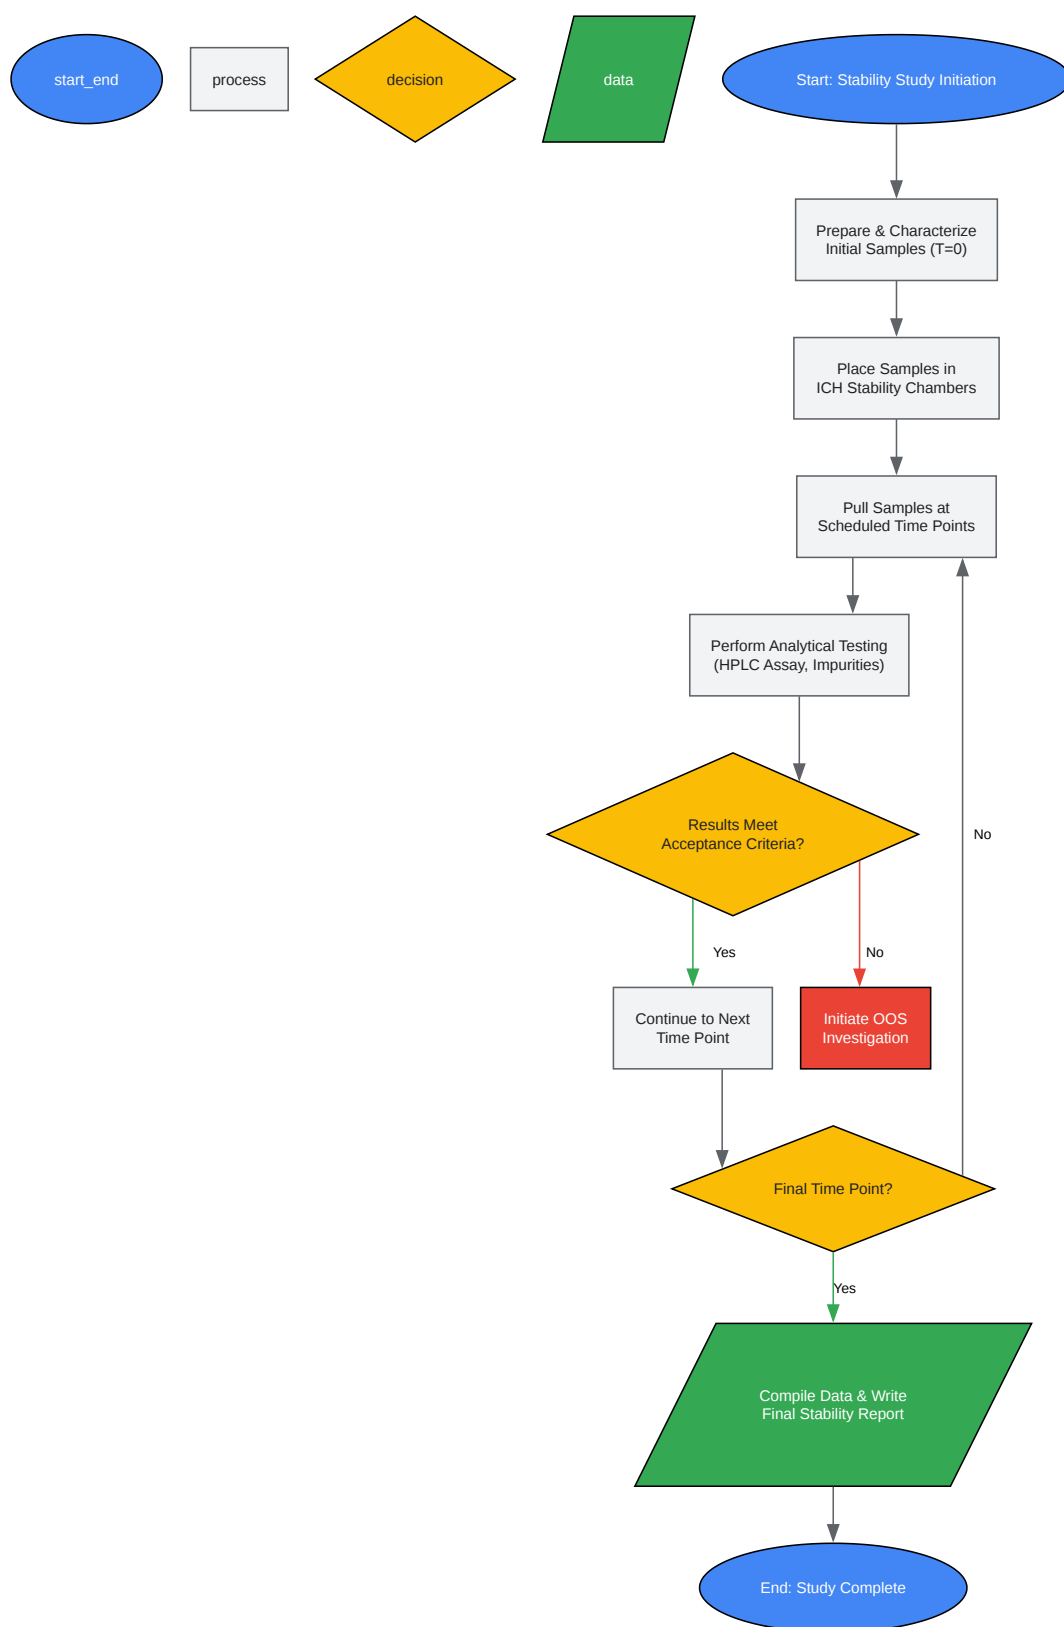 start_end
process
decision
data
Start: Stability Study Initiation
Prepare & Characterize
Initial Samples (T=0)
Place Samples in
ICH Stability Chambers
Pull Samples at
Scheduled Time Points
Perform Analytical Testing
(HPLC Assay, Impurities)
Results Meet
Acceptance Criteria?
No
Yes
No
Continue to Next
Time Point
Initiate OOS
Investigation
Final Time Point?
Yes
Compile Data & Write
Final Stability Report
End: Study Complete